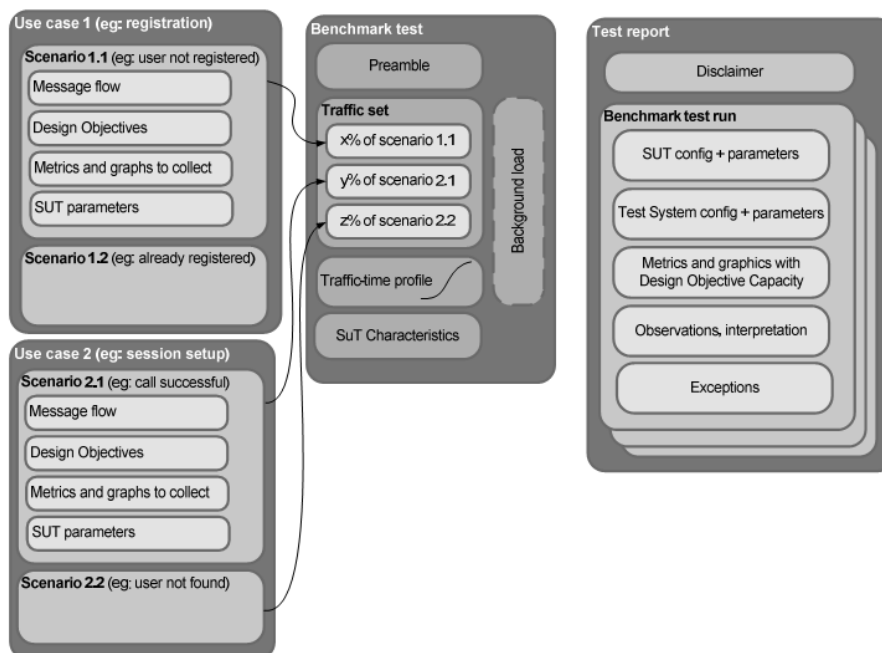 Use case 1 (eg: registration)
Scenario 1.1 (eg: user not registered)
Message flow
Design Objectives
Metrics and graphs to collect
SUT parameters
Scenario 1.2 (eg: already registered)
Use case 2 (eg: session setup)
Scenario 2.1 (eg: call successful)
Message flow
Design Objectives
Metrics and graphs to collect
SUT parameters
Scenario 2.2 (eg: user not found)
Benchmark test
Preamble
Traffic set
x% of scenario 1.1
y% of scenario 2.1
z% of scenario 2.2
Background load
Traffic-time profile
SuT Characteristics
Test report
Disclaimer
Benchmark test run
SUT config + parameters
Test System config + parameters
Metrics and graphics with
Design Objective Capacity
Observations, interpretation
Exceptions